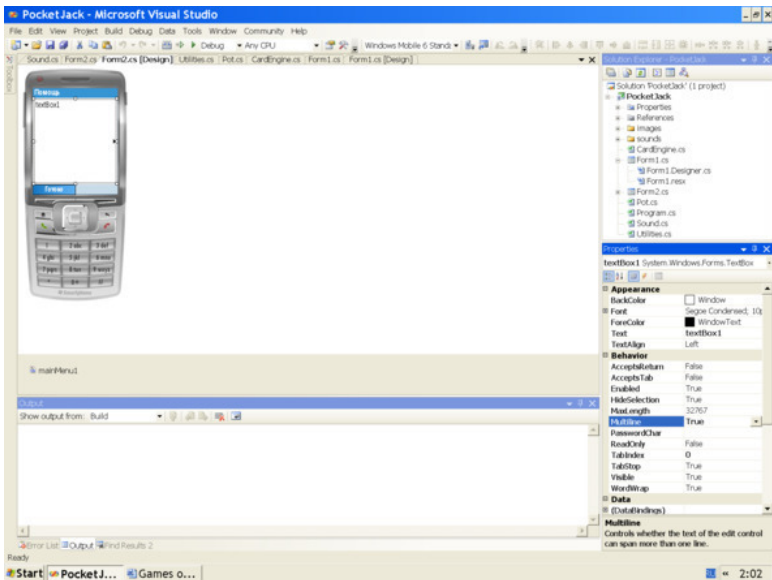 PocketJack - Microsoft Visual Studio
File Edit View Project Build Debug Data Tools Window Community Help
Debug Any CPU Windows Mobile 6 Stand:
Sound.cs Form2.cs Form2.cs [Design] Utilities.cs Pot.cs CardEngine.cs Form1.cs Form1.cs [Design]
Toolbox
Помощь
textBox1
Готово
mainMenu1
Output
Show output from: Build
Error List Output Find Results 2
Solution Explorer - PocketJack
Solution 'PocketJack' (1 project)
PocketJack
Properties
References
images
sounds
CardEngine.cs
Form1.cs
Form1.Designer.cs
Form1.resx
Form2.cs
Pot.cs
Program.cs
Sound.cs
Utilities.cs
Properties
textBox1 System.Windows.Forms.TextBox
Appearance
BackColor Window
Font Segoe Condensed, 10p
ForeColor WindowText
Text textBox1
TextAlign Left
Behavior
AcceptsReturn False
AcceptsTab False
Enabled True
HideSelection True
MaxLength 32767
Multiline True
PasswordChar
ReadOnly False
TabIndex 0
TabStop True
Visible True
WordWrap True
Data
(DataBindings)
Multiline
Controls whether the text of the edit control
can span more than one line.
Ready
Start PocketJ... Games o... 2:02